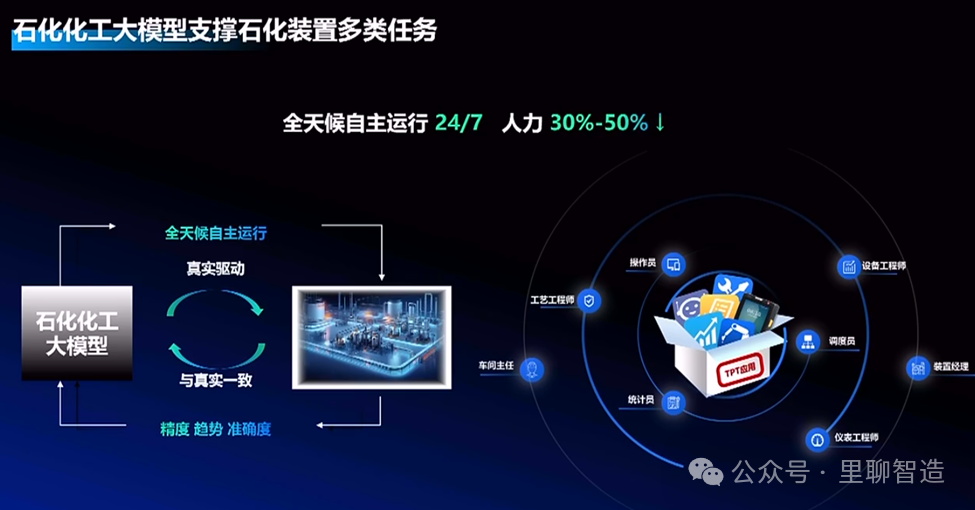 石化化工大模型支撑石化装置多类任务
全天候自主运行 24/7 人力 30%-50%↓
全天候自主运行
真实驱动
石化化工
大模型
与真实一致
精度 趋势 准确度
操作员
设备工程师
工艺工程师
调度员
车间主任
装置经理
TPT应用
统计员
仪表工程师
公众号 · 里聊智造